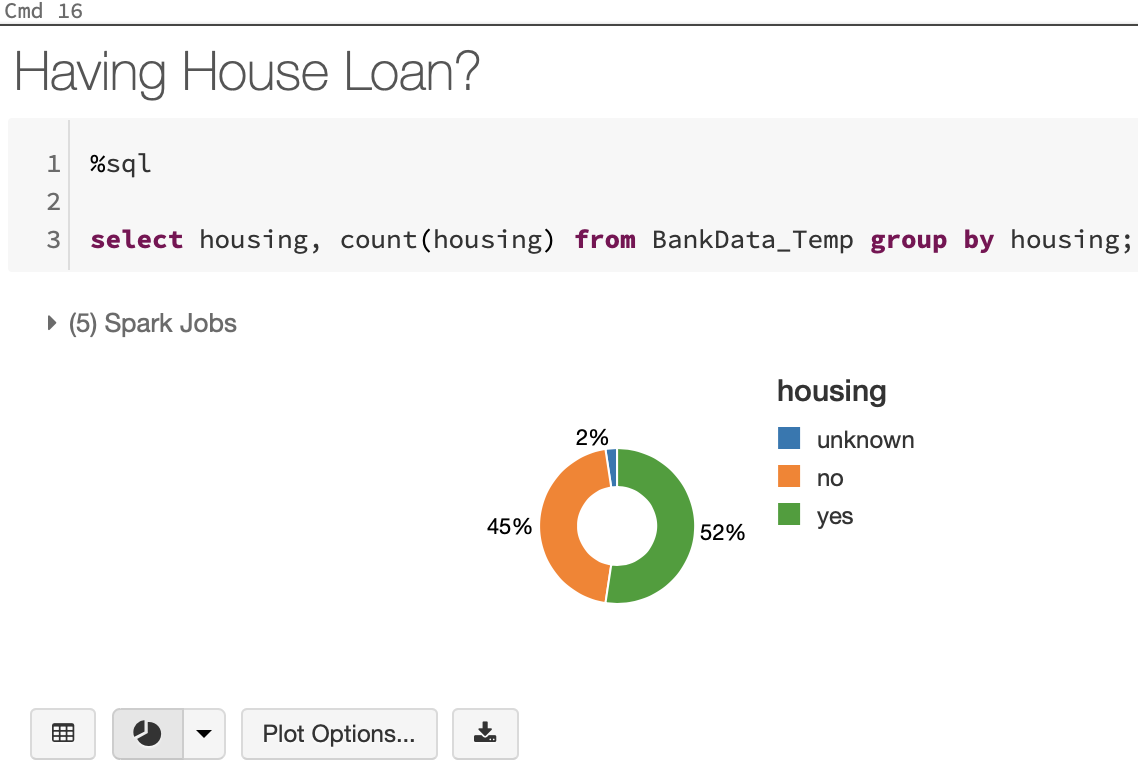 Cmd 16
Having House Loan?
1 %sql
2
3 select housing, count(housing) from BankData_Temp group by housing;
(5) Spark Jobs
housing
unknown
no
yes
2%
45%
52%
Plot Options...